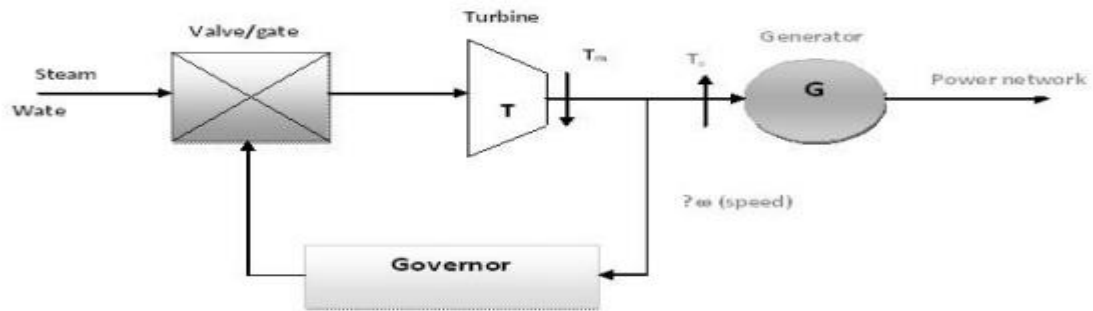 Turbine
Valve/gate
Generator
Steam
Wate
Tm
Te
T
G
Power network
?ω (speed)
Governor